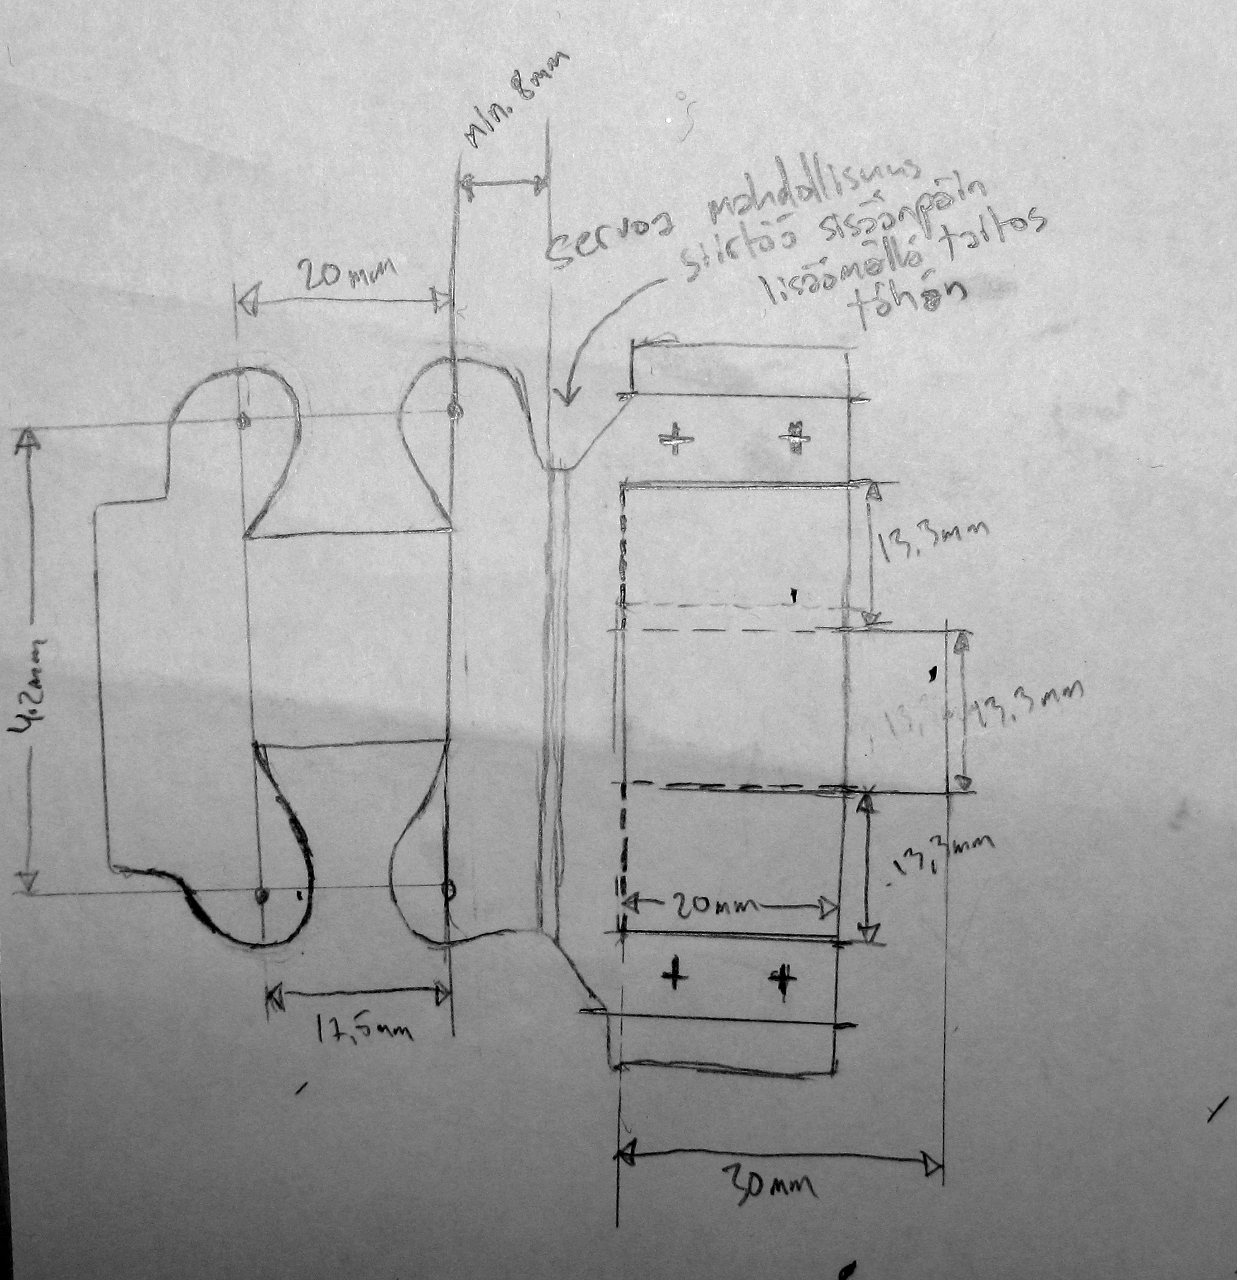 min. 8mm
servoa mahdollisuus
siirtää sisäänpäin
lisäämällä taitos
tähän
20mm
13,3mm
42mm
13,3mm
13,3mm
20mm
17,5mm
30mm